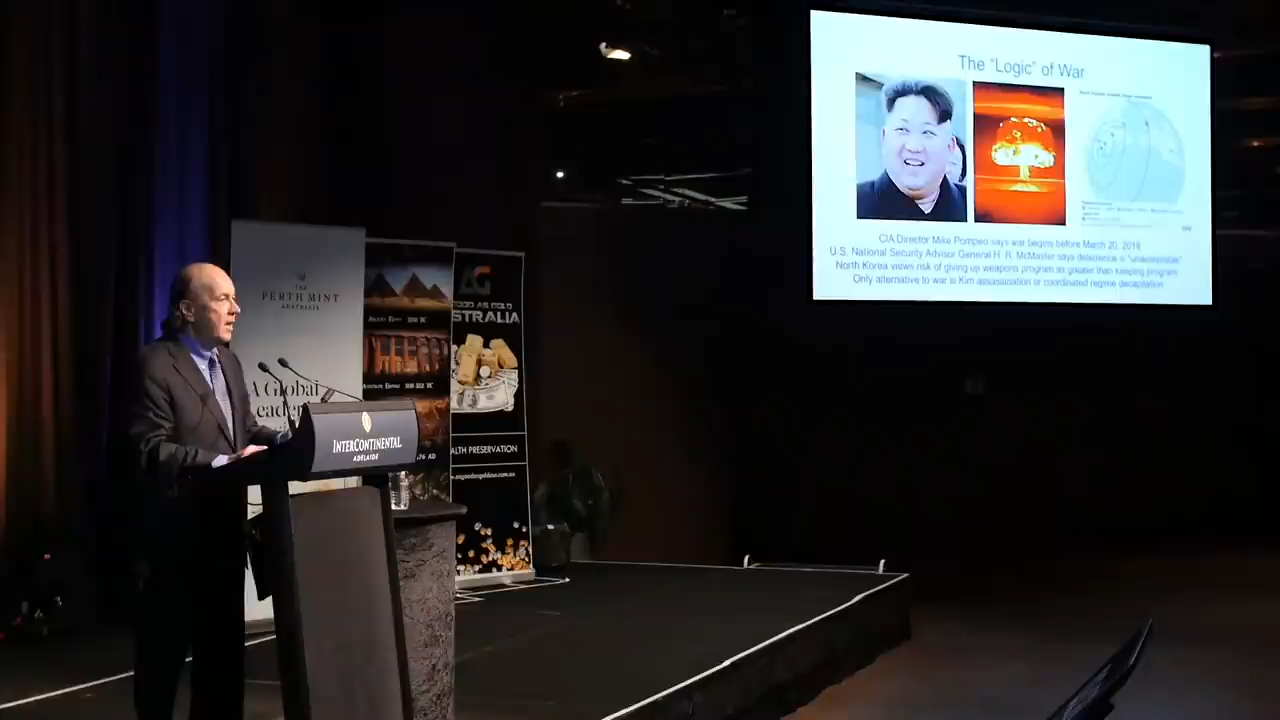 The "Logic" of War
CIA Director Mike Pompeo says war begins before March 20, 2018
U.S. National Security Advisor General H. R. McMaster says deterrence is "unacceptable"
North Korea views risk of giving up weapons program as greater than keeping program
Only alternative to war is Kim assassination or coordinated regime decapitation
THE
PERTH MINT
AUSTRALIA
A Global
Leader
AG
GOOD AS GOLD
STRALIA
ALTH PRESERVATION
INTERCONTINENTAL
ADELAIDE